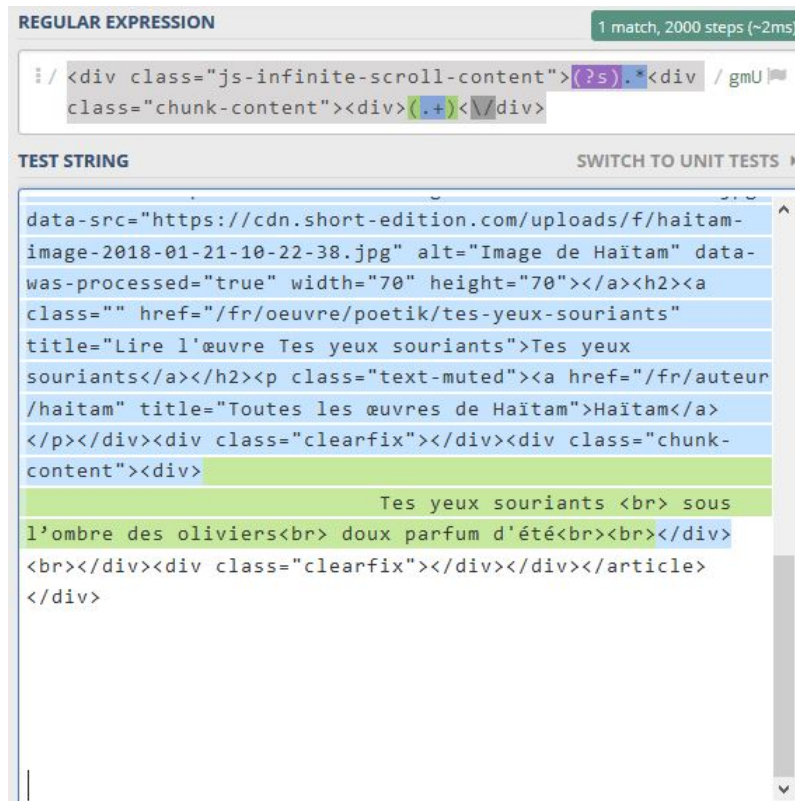 REGULAR EXPRESSION
1 match, 2000 steps (~2ms)
/ <div class="js-infinite-scroll-content">(?s).*<div / gmU
class="chunk-content"><div>(.+)<\/div>
TEST STRING
SWITCH TO UNIT TESTS
data-src="https://cdn.short-edition.com/uploads/f/haitam-
image-2018-01-21-10-22-38.jpg" alt="Image de Haïtam" data-
was-processed="true" width="70" height="70"></a><h2><a
class="" href="/fr/oeuvre/poetik/tes-yeux-souriants"
title="Lire l'œuvre Tes yeux souriants">Tes yeux
souriants</a></h2><p class="text-muted"><a href="/fr/auteur
/haitam" title="Toutes les œuvres de Haïtam">Haïtam</a>
</p></div><div class="clearfix"></div><div class="chunk-
content"><div>
Tes yeux souriants <br> sous
l’ombre des oliviers<br> doux parfum d'été<br><br></div>
<br></div><div class="clearfix"></div></div></article>
</div>